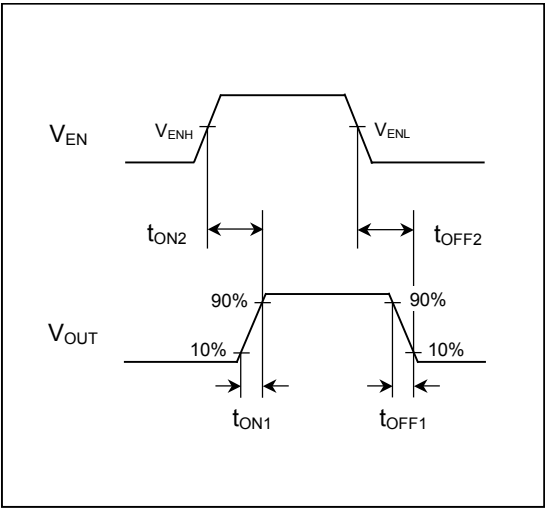 VEN
VENH
VENL
tON2
tOFF2
90%
90%
VOUT
10%
10%
tON1
tOFF1